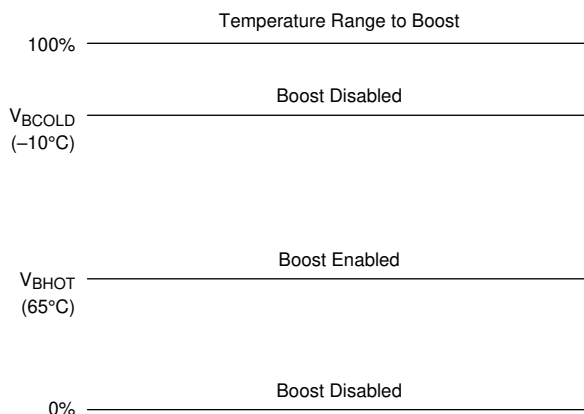 Temperature Range to Boost
100%
Boost Disabled
VBCOLD
(–10°C)
Boost Enabled
VBHOT
(65°C)
Boost Disabled
0%